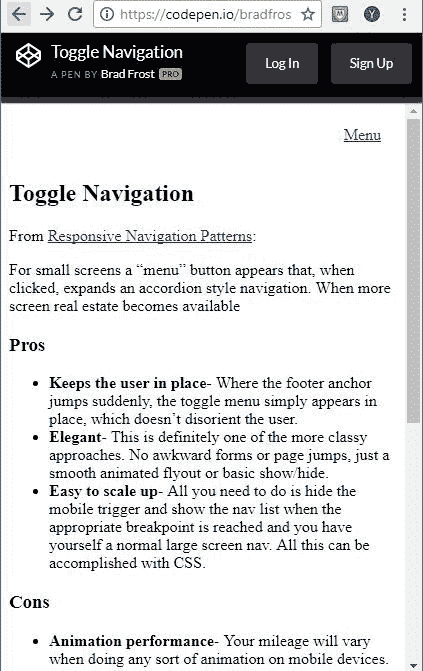 https://codepen.io/bradfros
Toggle Navigation
A PEN BY Brad Frost PRO
Log In
Sign Up
Menu
Toggle Navigation
From Responsive Navigation Patterns:
For small screens a “menu” button appears that, when
clicked, expands an accordion style navigation. When more
screen real estate becomes available
Pros
• Keeps the user in place- Where the footer anchor
jumps suddenly, the toggle menu simply appears in
place, which doesn’t disorient the user.
• Elegant- This is definitely one of the more classy
approaches. No awkward forms or page jumps, just a
smooth animated flyout or basic show/hide.
• Easy to scale up- All you need to do is hide the
mobile trigger and show the nav list when the
appropriate breakpoint is reached and you have
yourself a normal large screen nav. All this can be
accomplished with CSS.
Cons
• Animation performance- Your mileage will vary
when doing any sort of animation on mobile devices.